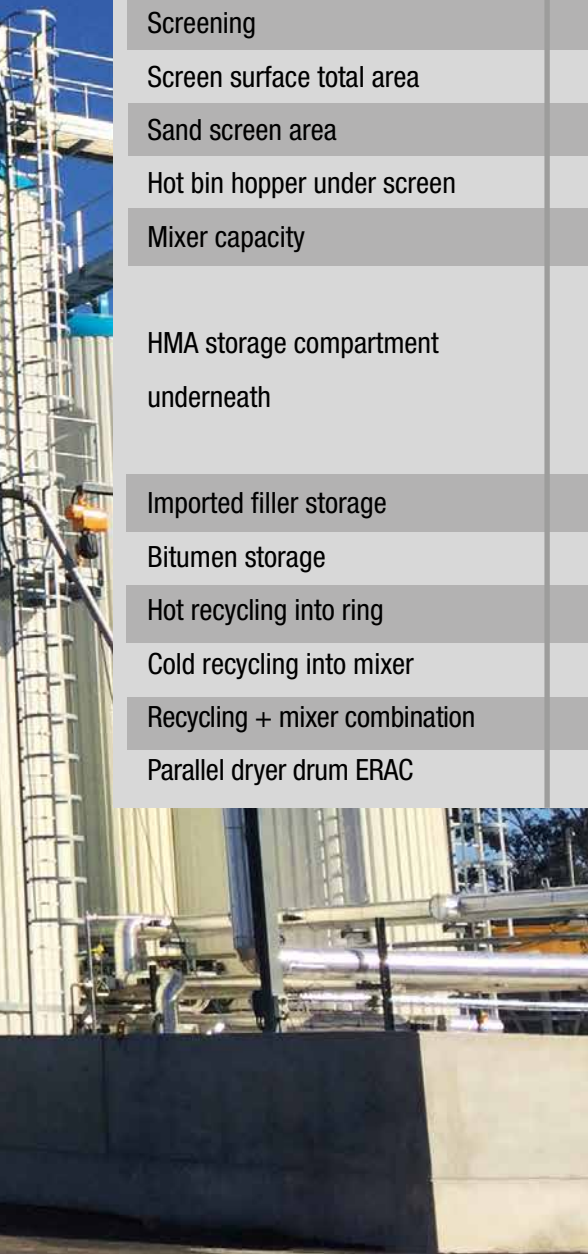 Screening
Screen surface total area
Sand screen area
Hot bin hopper under screen
Mixer capacity
HMA storage compartment
underneath
Imported filler storage
Bitumen storage
Hot recycling into ring
Cold recycling into mixer
Recycling + mixer combination
Parallel dryer drum ERAC